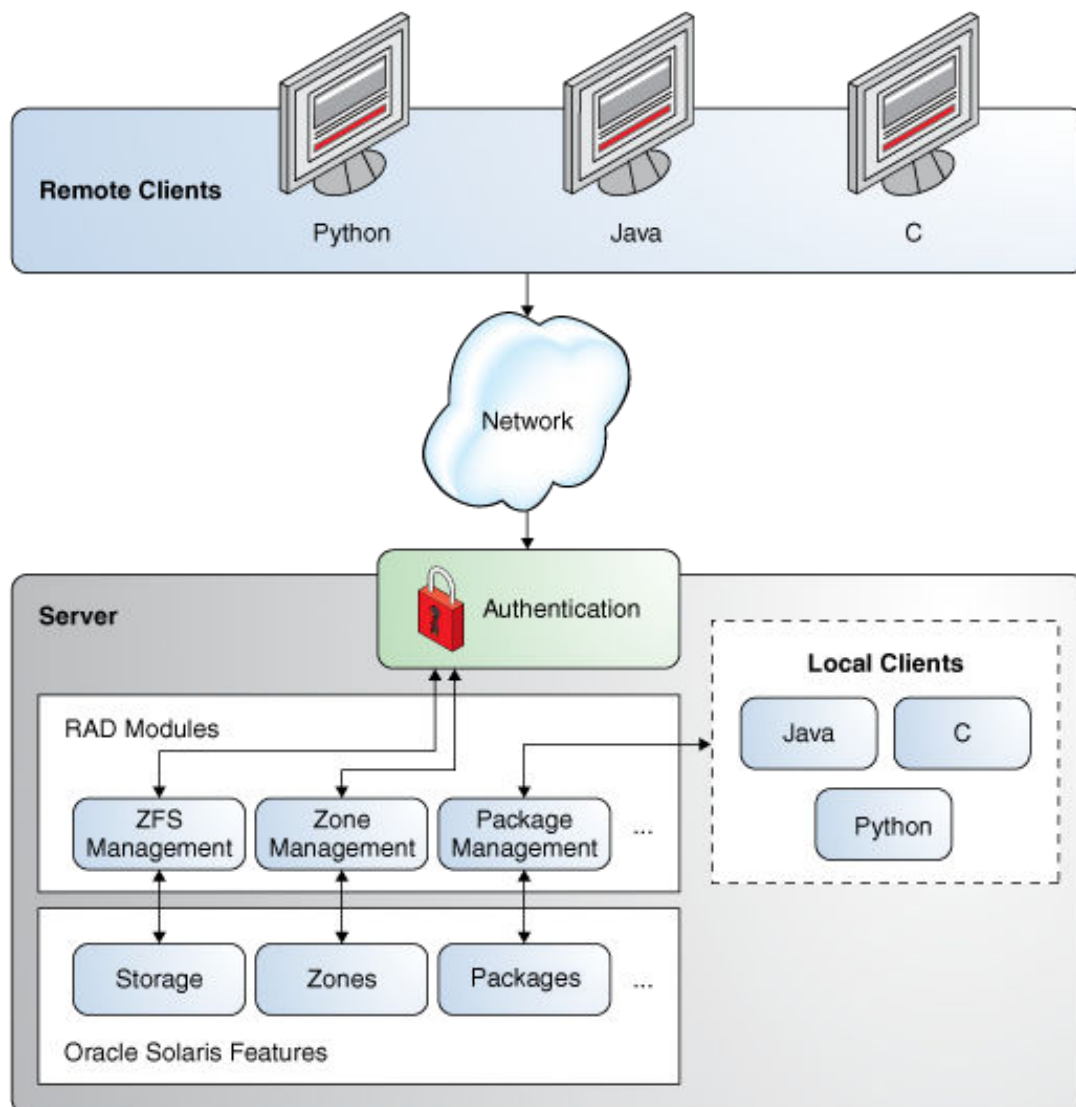 Remote Clients
Python
Java
C
Network
Server
Authentication
Local Clients
Java
C
Python
RAD Modules
ZFS
Management
Zone
Management
Package
Management
...
Storage
Zones
Packages
...
Oracle Solaris Features